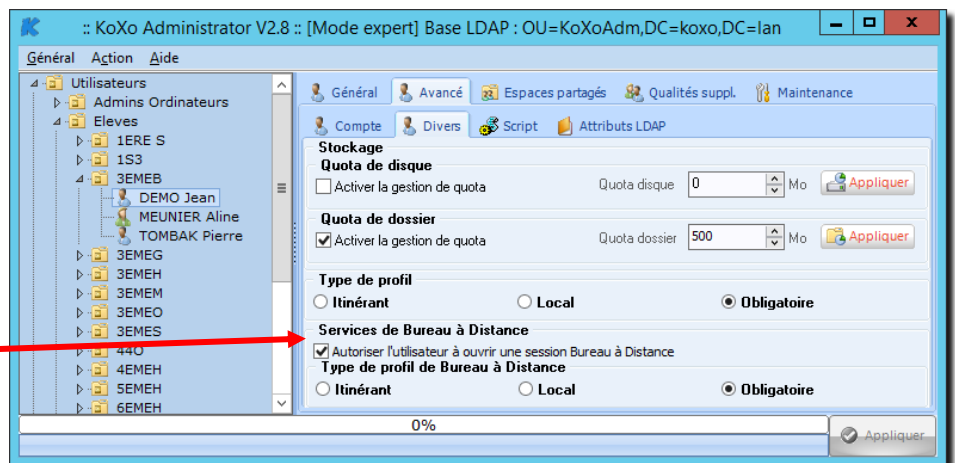 :: KoXo Administrator V2.8 :: [Mode expert] Base LDAP : OU=KoXoAdm,DC=koxo,DC=lan
Général Action Aide
Utilisateurs
Admins Ordinateurs
Eleves
1ERE S
1S3
3EMEB
DEMO Jean
MEUNIER Aline
TOMBAK Pierre
3EMEG
3EMEH
3EMEM
3EMEO
3EMES
44O
4EMEH
5EMEH
6EMEH
Général Avancé Espaces partagés Qualités suppl. Maintenance
Compte Divers Script Attributs LDAP
Stockage
Quota de disque
Activer la gestion de quota Quota disque 0 Mo Appliquer
Quota de dossier
Activer la gestion de quota Quota dossier 500 Mo Appliquer
Type de profil
Itinérant Local Obligatoire
Services de Bureau à Distance
Autoriser l'utilisateur à ouvrir une session Bureau à Distance
Type de profil de Bureau à Distance
Itinérant Local Obligatoire
0%
Appliquer